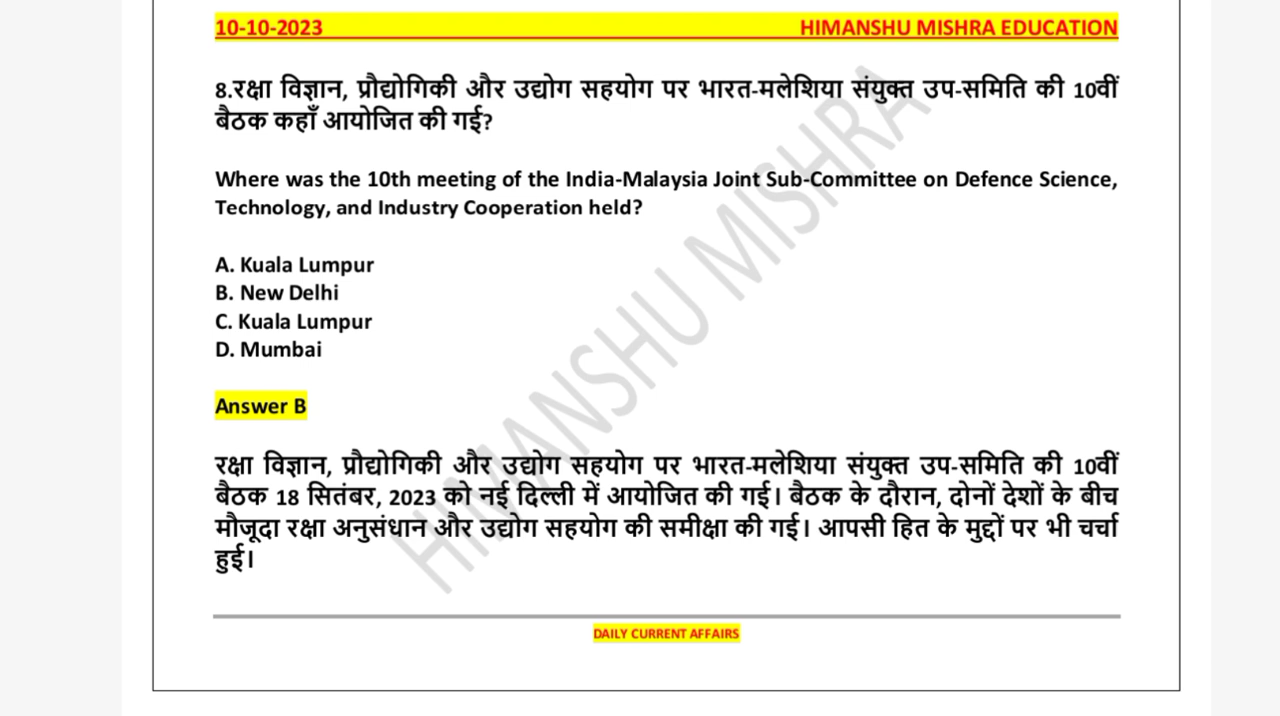 10-10-2023 HIMANSHU MISHRA EDUCATION
8.रक्षा विज्ञान, प्रौद्योगिकी और उद्योग सहयोग पर भारत-मलेशिया संयुक्त उप-समिति की 10वीं
बैठक कहाँ आयोजित की गई?
Where was the 10th meeting of the India-Malaysia Joint Sub-Committee on Defence Science,
Technology, and Industry Cooperation held?
A. Kuala Lumpur
B. New Delhi
C. Kuala Lumpur
D. Mumbai
Answer B
रक्षा विज्ञान, प्रौद्योगिकी और उद्योग सहयोग पर भारत-मलेशिया संयुक्त उप-समिति की 10वीं
बैठक 18 सितंबर, 2023 को नई दिल्ली में आयोजित की गई। बैठक के दौरान, दोनों देशों के बीच
मौजूदा रक्षा अनुसंधान और उद्योग सहयोग की समीक्षा की गई। आपसी हित के मुद्दों पर भी चर्चा
हुई।
HIMANSHU MISHRA
DAILY CURRENT AFFAIRS